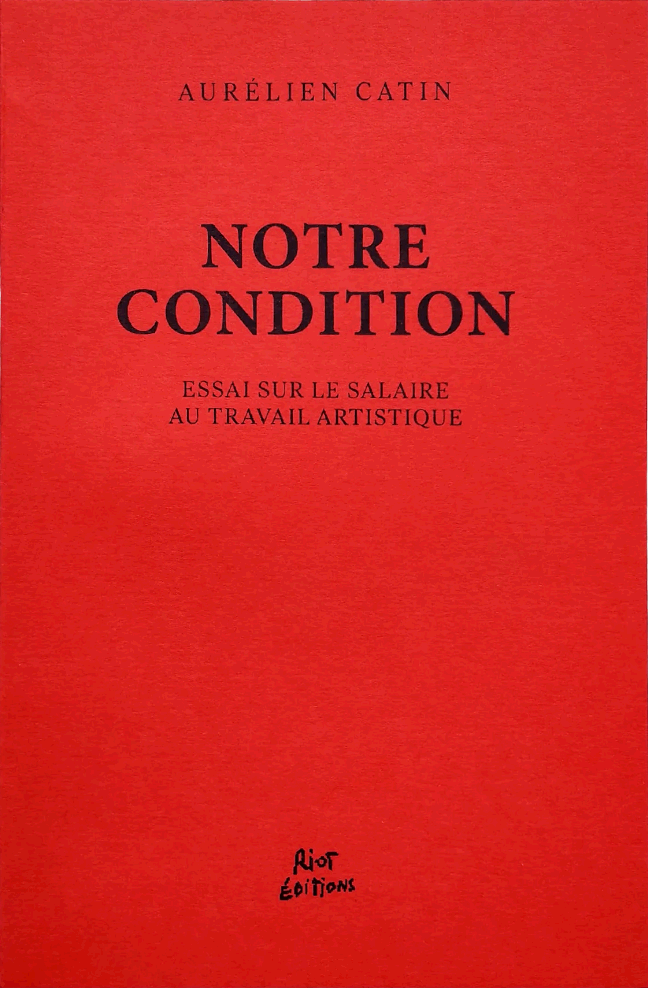 AURÉLIEN CATIN
NOTRE
CONDITION
ESSAI SUR LE SALAIRE
AU TRAVAIL ARTISTIQUE
Riot
ÉDITIONS